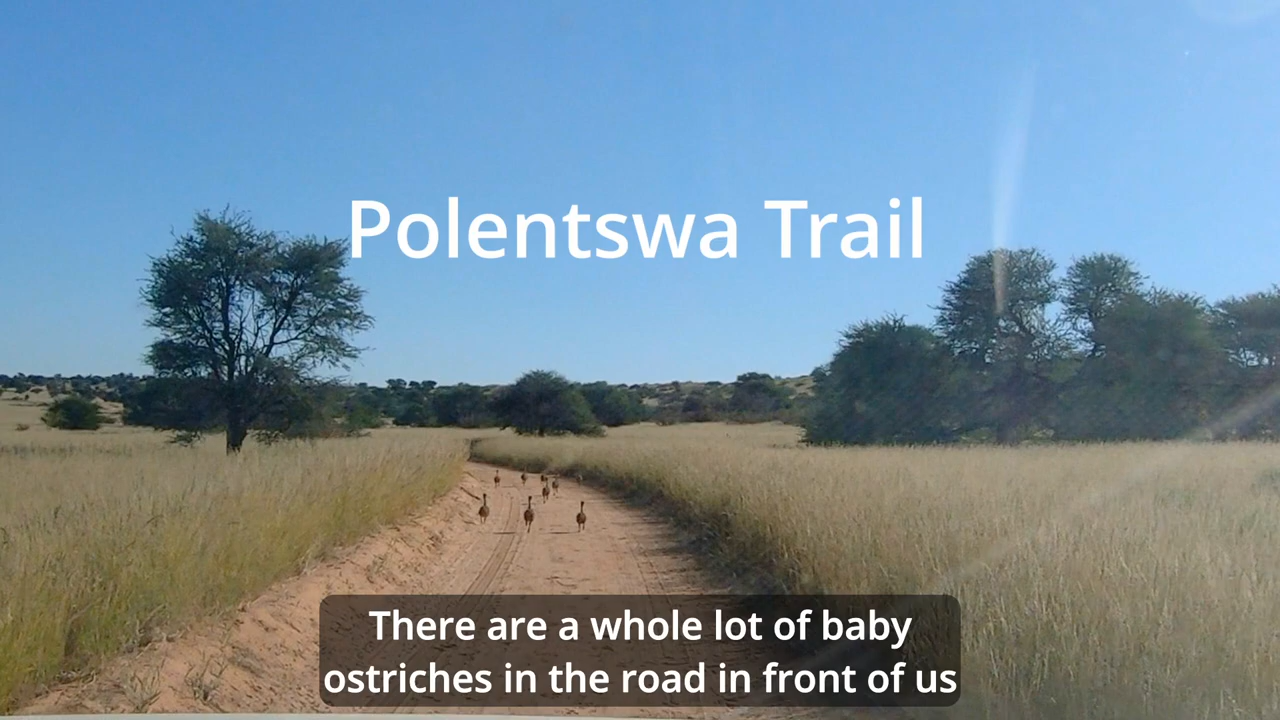 Polentswa Trail
There are a whole lot of baby
ostriches in the road in front of us